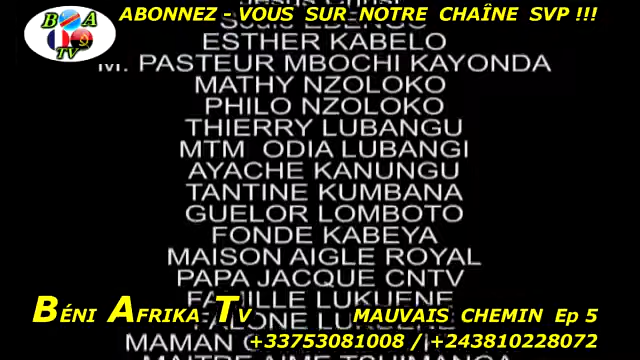 ABONNEZ - VOUS SUR NOTRE CHAÎNE SVP !!!
B A
TV
ESTHER KABELO
M. PASTEUR MBOCHI KAYONDA
MATHY NZOLOKO
PHILO NZOLOKO
THIERRY LUBANGU
MTM ODIA LUBANGI
AYACHE KANUNGU
TANTINE KUMBANA
GUELOR LOMBOTO
FONDE KABEYA
MAISON AIGLE ROYAL
PAPA JACQUE CNTV
FAMILLE LUKUENE
BÉNI AFRIKA TV
MAUVAIS CHEMIN Ep 5
LUKUENE
MAMAN
+33753081008 / +243810228072